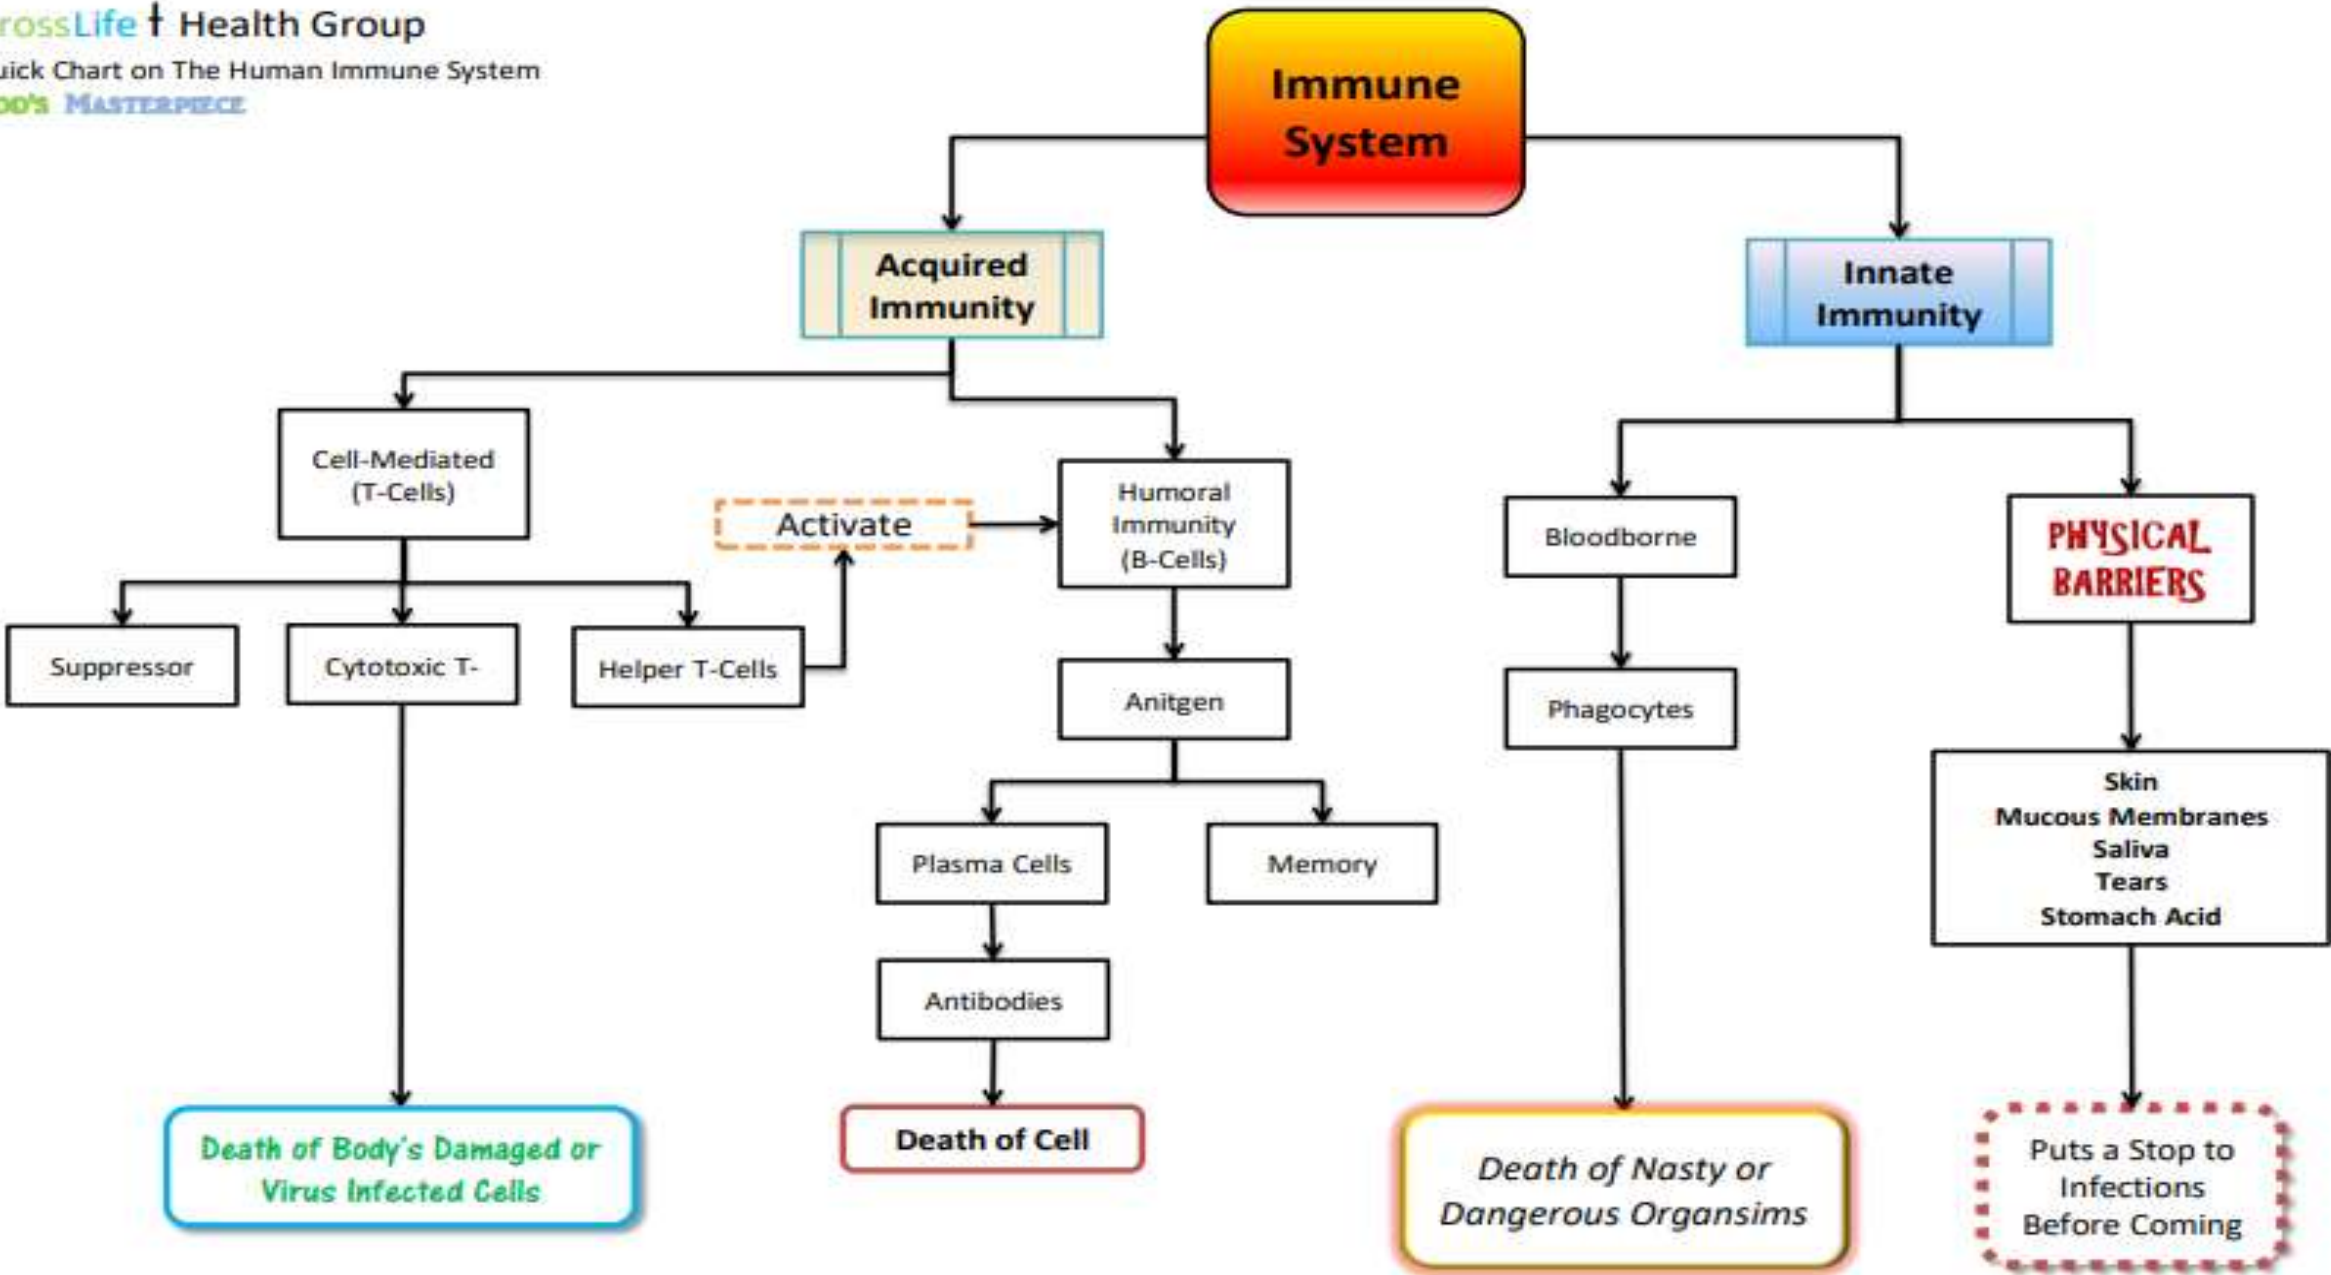 rossLife † Health Group
uick Chart on The Human Immune System
OD'S MASTERPIECE
Immune
System
Acquired
Immunity
Innate
Immunity
Cell-Mediated
(T-Cells)
Activate
Humoral
Immunity
(B-Cells)
Bloodborne
PHYSICAL
BARRIERS
Suppressor
Cytotoxic T-
Helper T-Cells
Anitgen
Phagocytes
Skin
Mucous Membranes
Saliva
Tears
Stomach Acid
Plasma Cells
Memory
Antibodies
Death of Body's Damaged or
Virus Infected Cells
Death of Cell
Death of Nasty or
Dangerous Organsims
Puts a Stop to
Infections
Before Coming